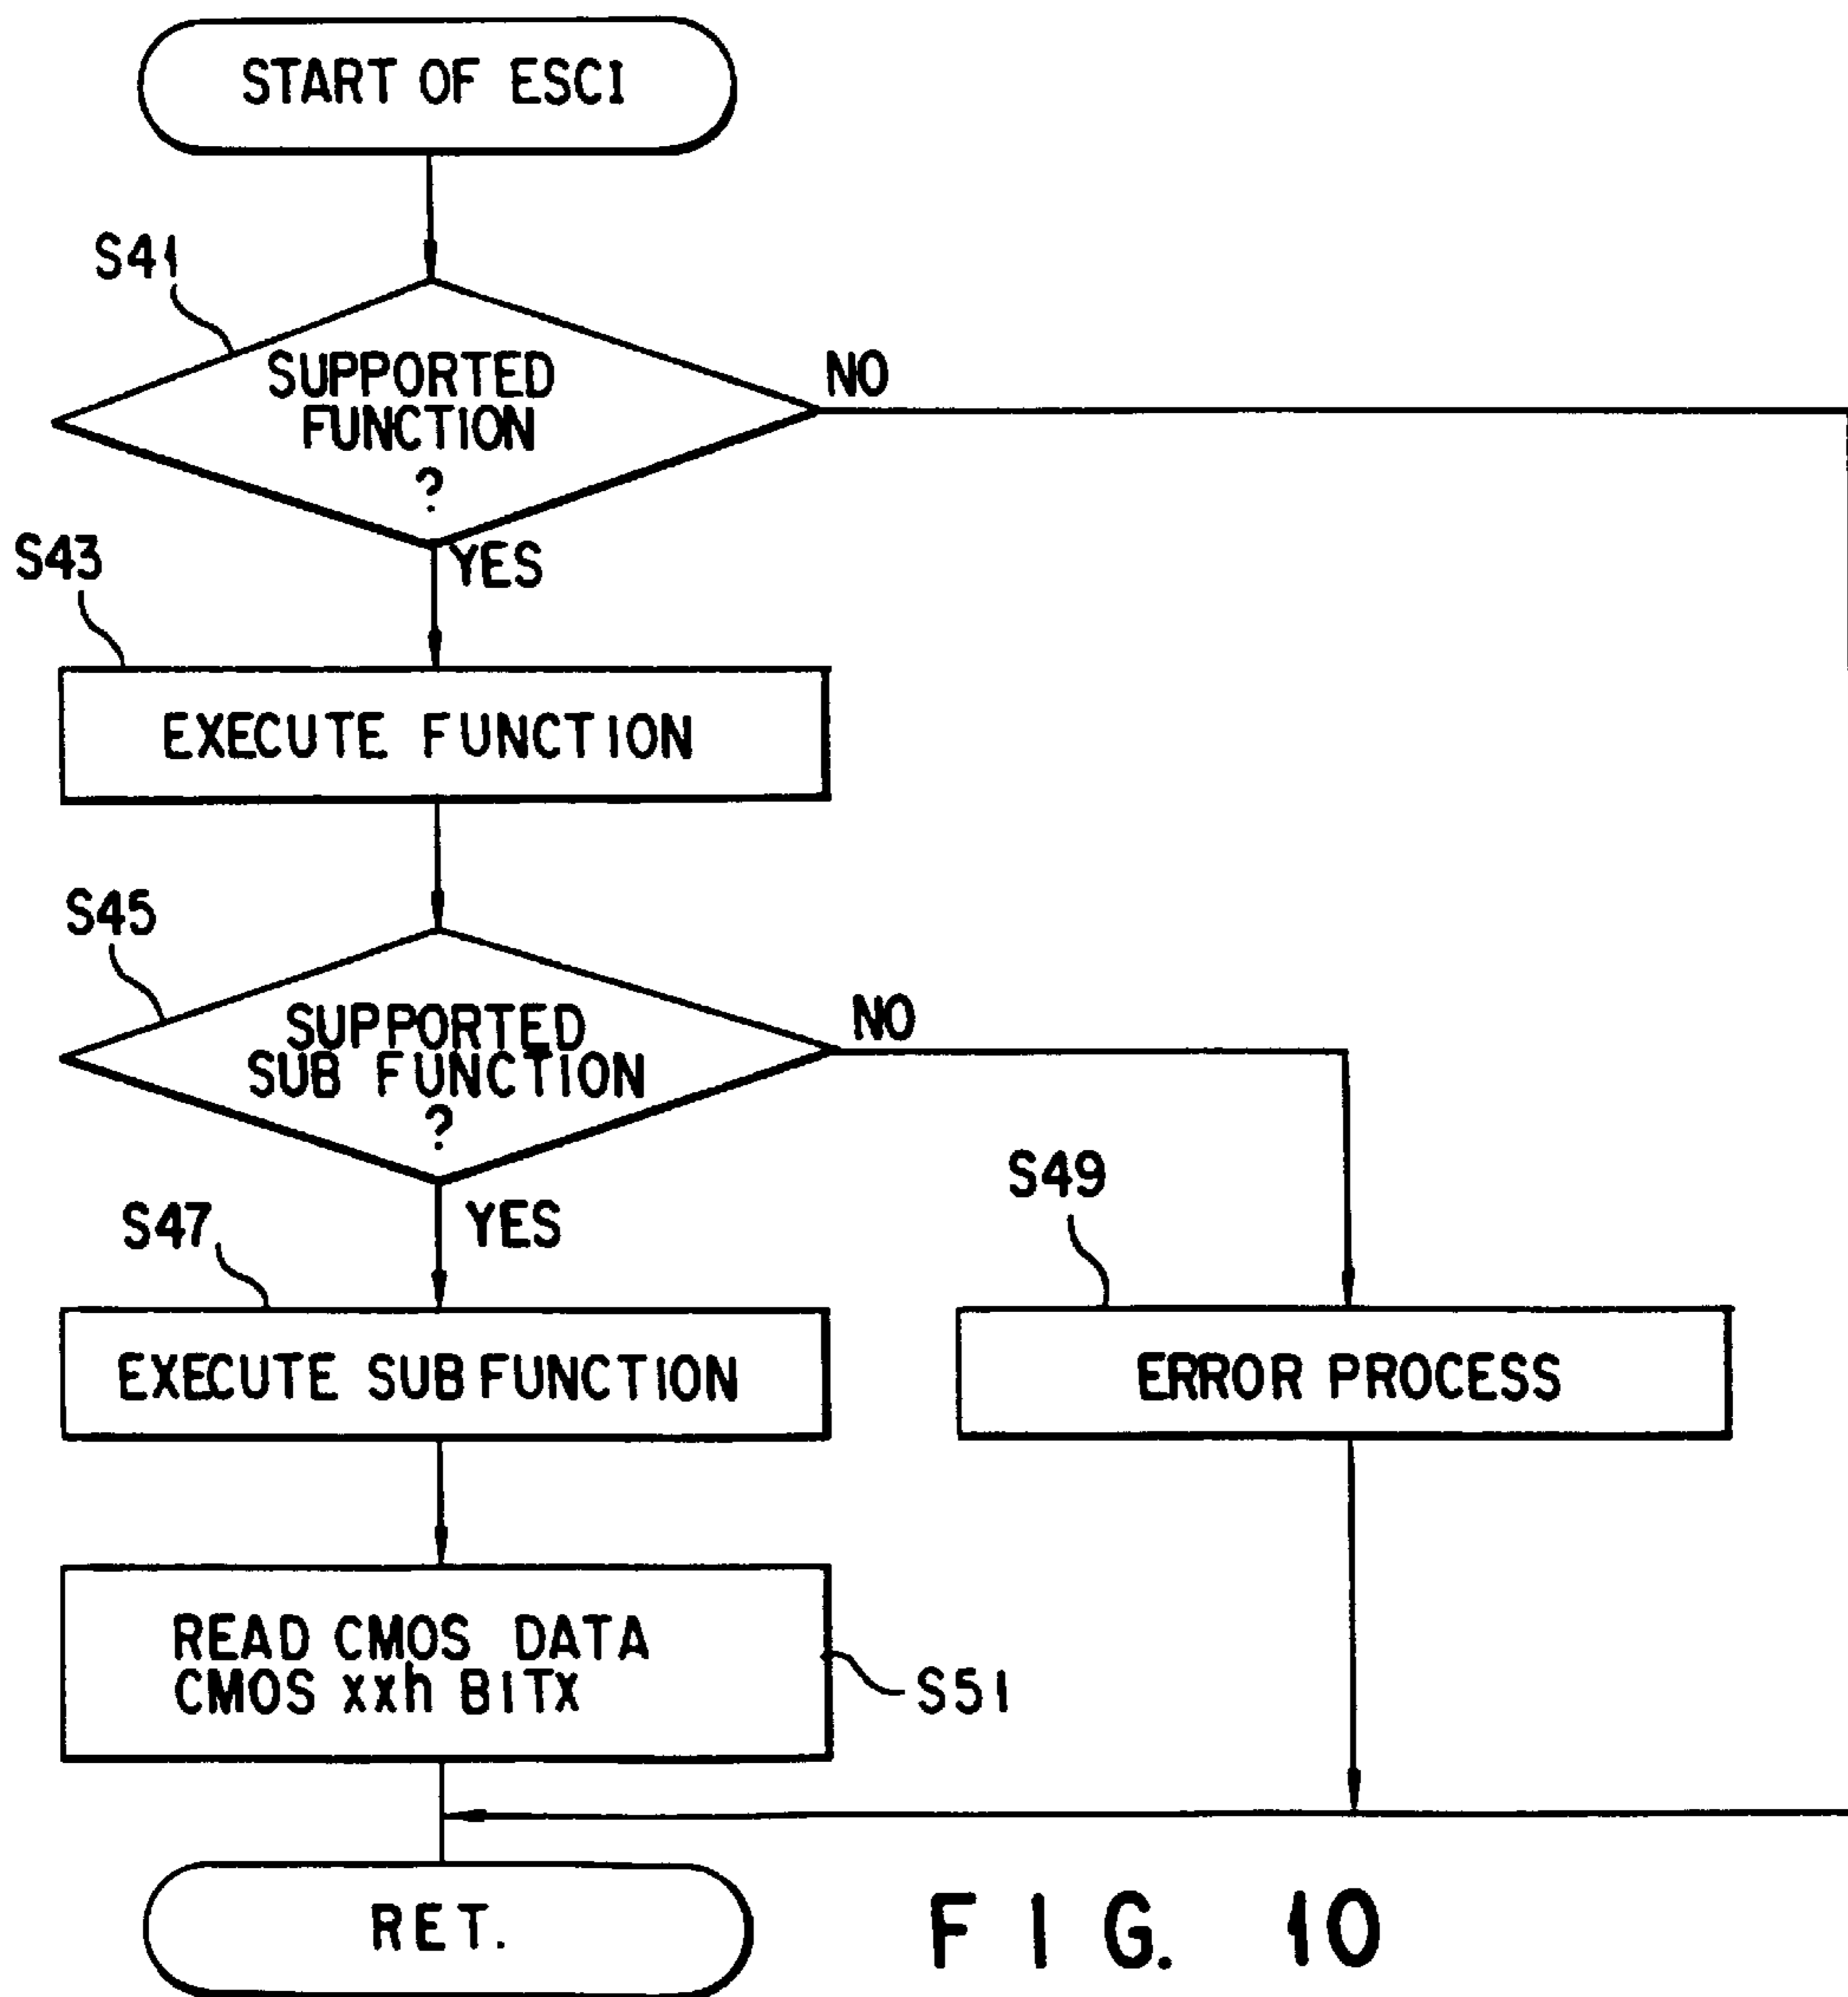 START OF ESCI
S41
SUPPORTED
FUNCTION
?
NO
YES
S43
EXECUTE FUNCTION
S45
SUPPORTED
SUB FUNCTION
?
NO
YES
S47
S49
EXECUTE SUB FUNCTION
ERROR PROCESS
READ CMOS DATA
CMOS xxh BITX
S51
RET.
FIG. 10